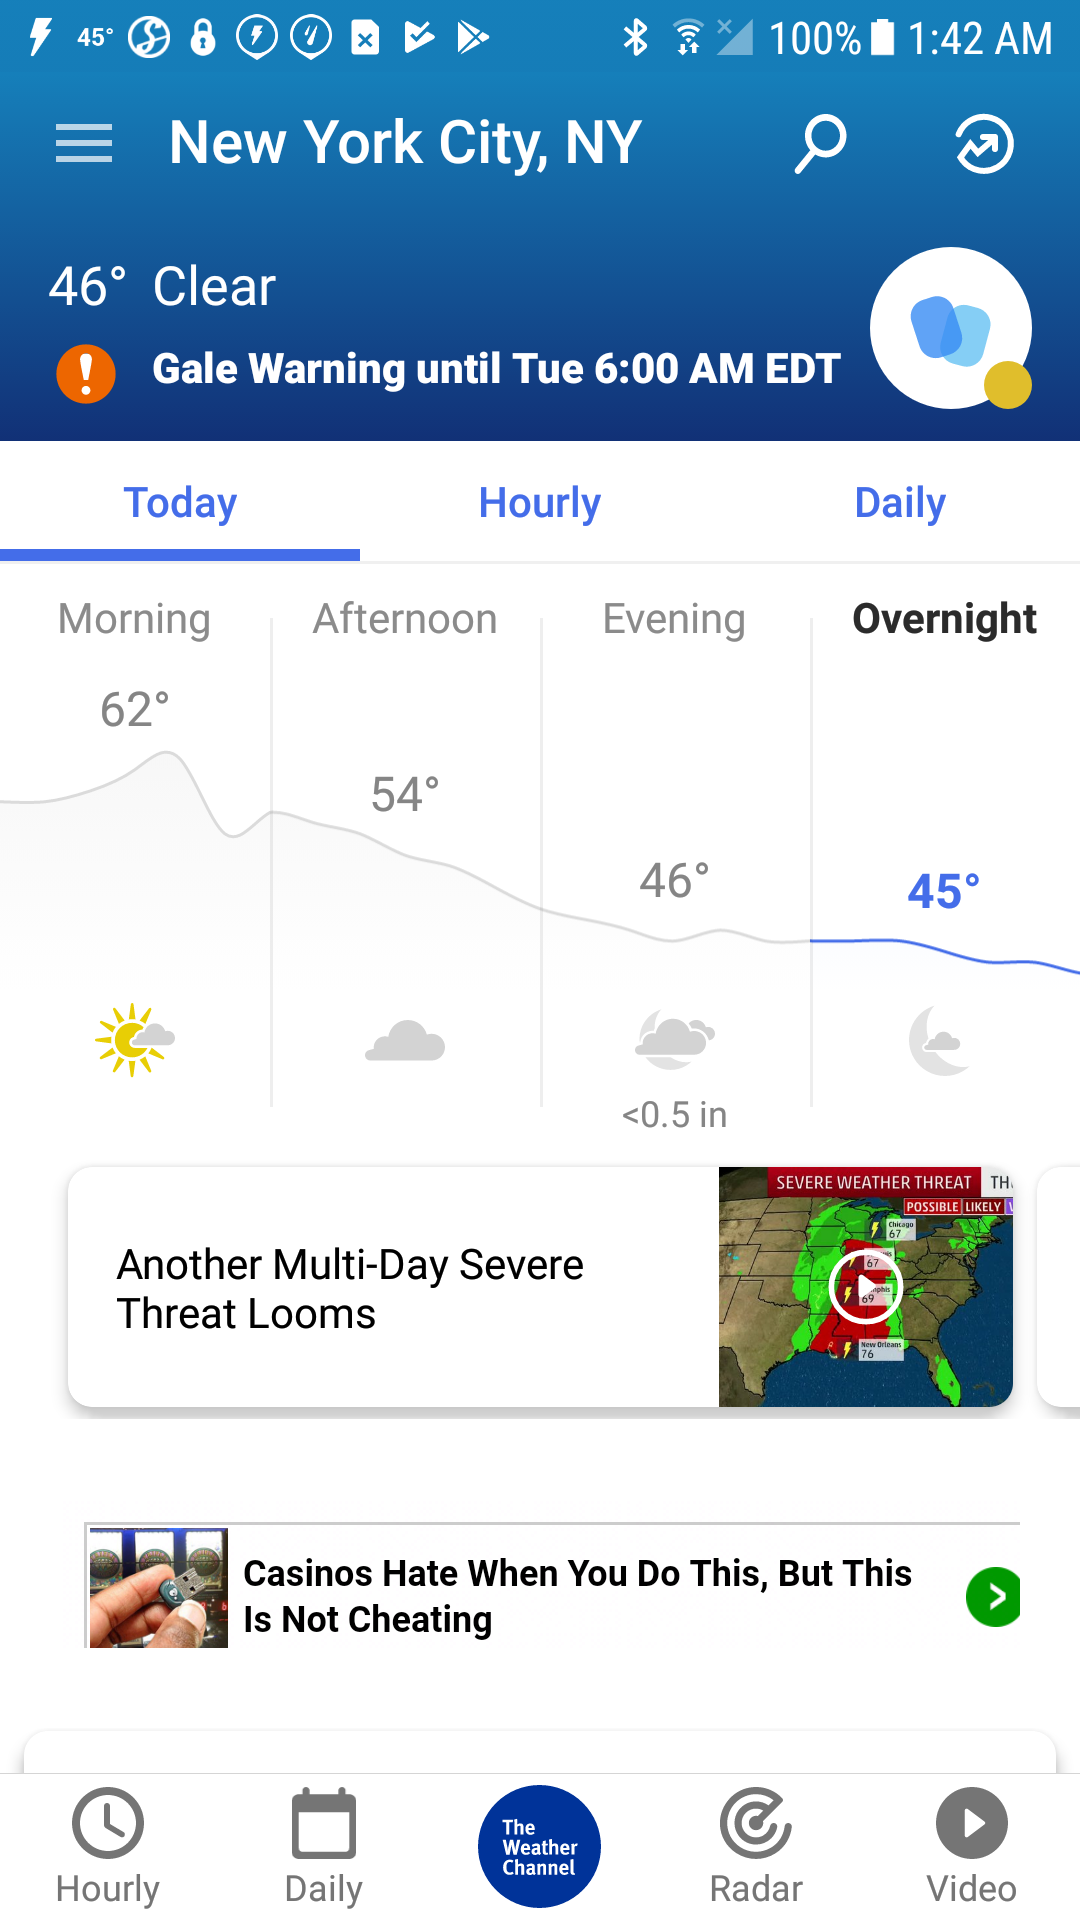 45°
100%
1:42 AM
New York City, NY
46° Clear
Gale Warning until Tue 6:00 AM EDT
Today Hourly Daily
Morning Afternoon Evening Overnight
62°
54°
46°
45°
<0.5 in
SEVERE WEATHER THREAT
POSSIBLE LIKELY
Chicago
67
67
69
New Orleans
76
Another Multi-Day Severe
Threat Looms
Casinos Hate When You Do This, But This
Is Not Cheating
The
Weather
Channel
Hourly Daily Radar Video